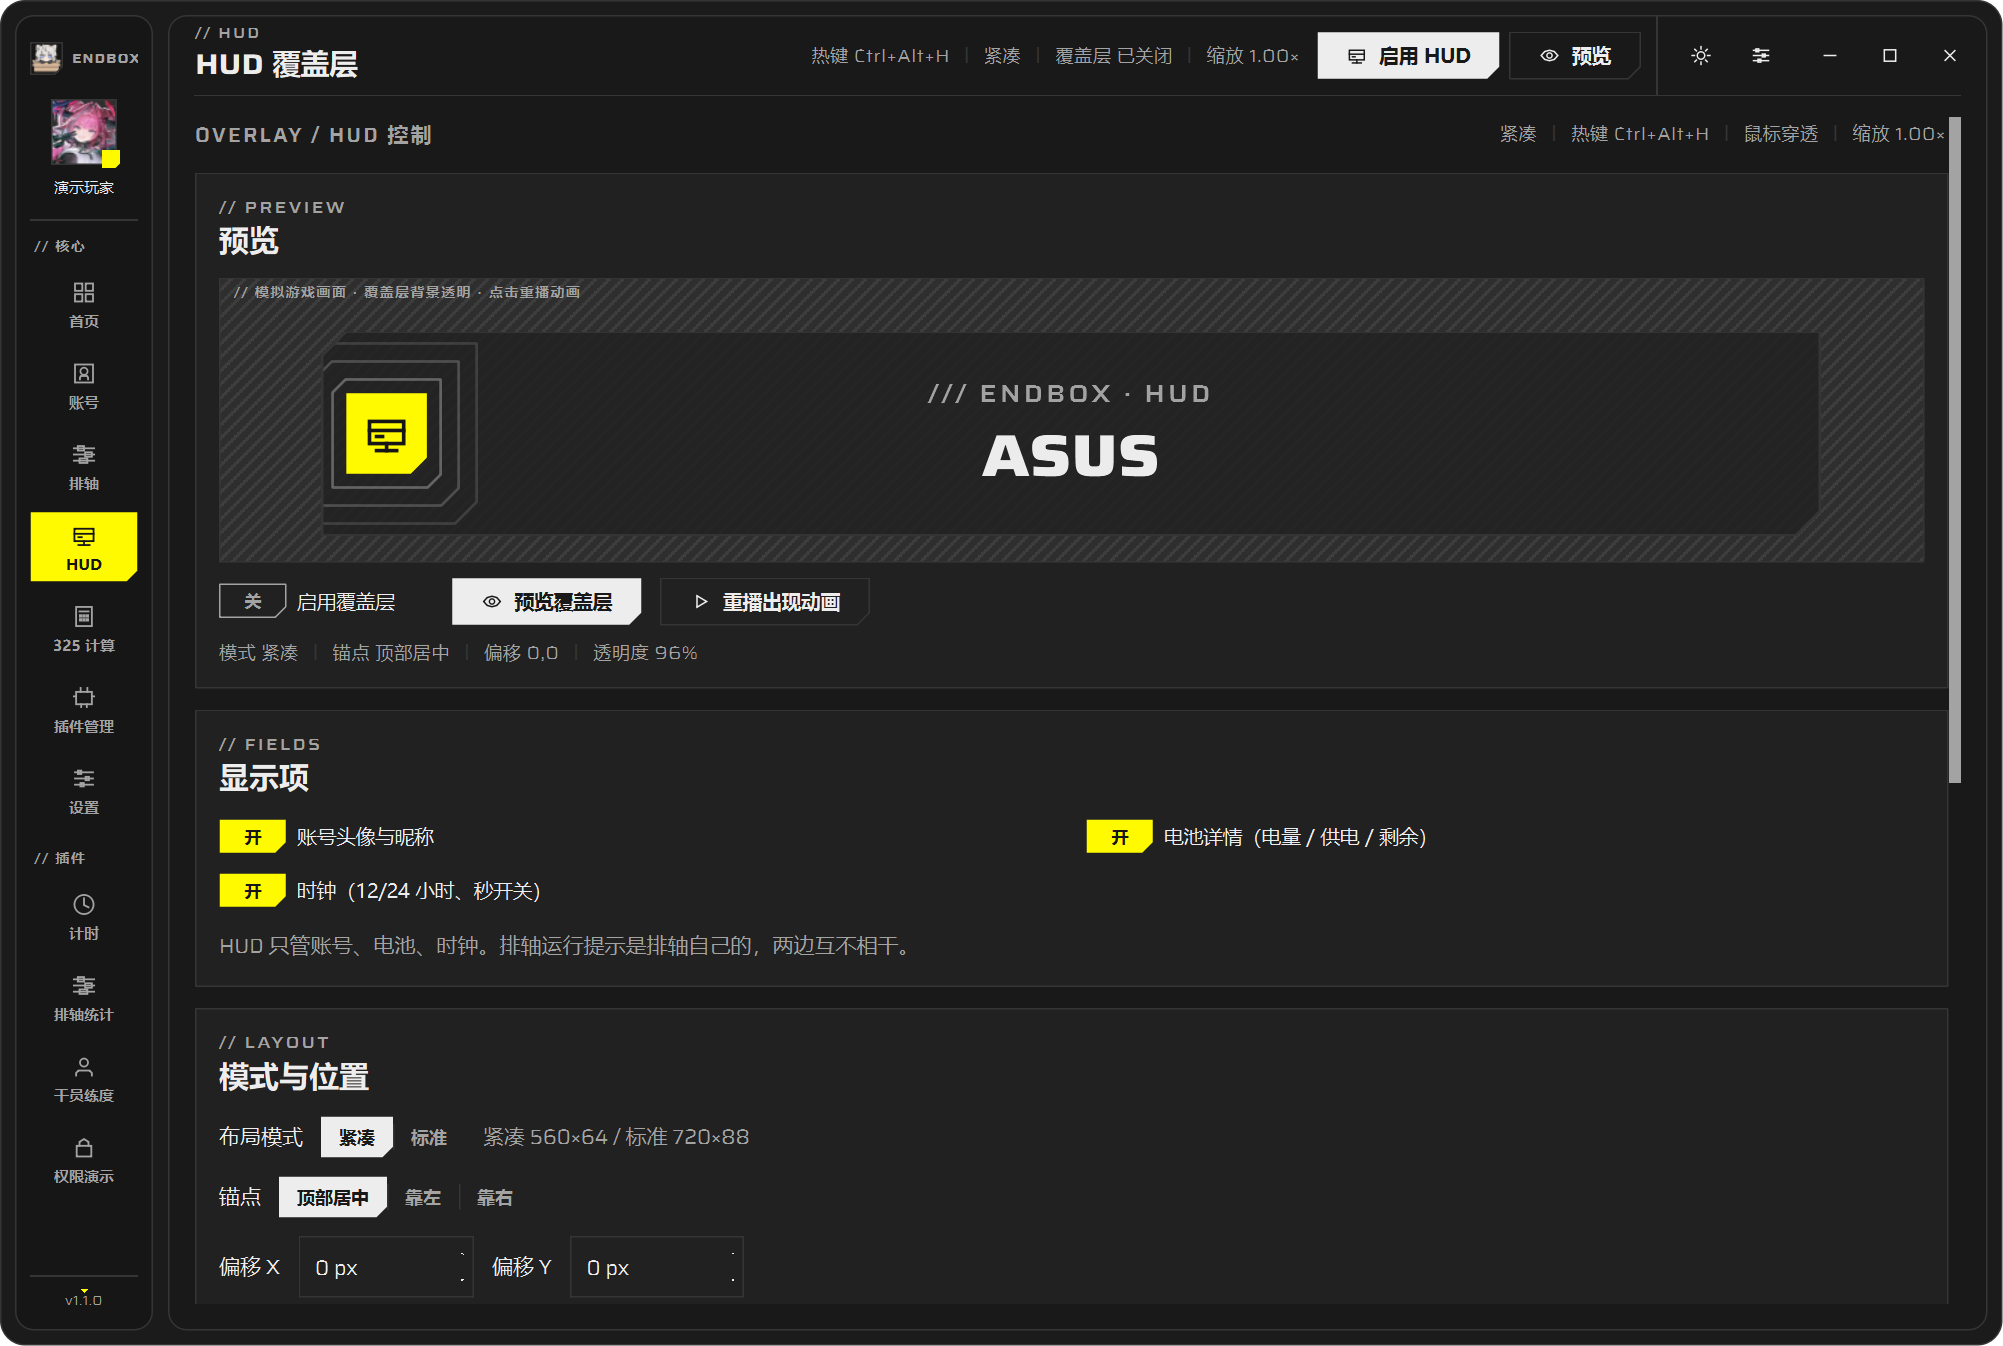 ENDBOX
演示玩家
// 核心
首页
账号
排轴
HUD
325 计算
插件管理
设置
// 插件
计时
排轴统计
干员练度
权限演示
v1.1.0
// HUD
HUD 覆盖层
热键 Ctrl+Alt+H
紧凑
覆盖层 已关闭
缩放 1.00×
启用 HUD
预览
OVERLAY / HUD 控制
紧凑
热键 Ctrl+Alt+H
鼠标穿透
缩放 1.00×
// PREVIEW
预览
// 模拟游戏画面 · 覆盖层背景透明 · 点击重播动画
/// ENDBOX · HUD
ASUS
关 启用覆盖层
预览覆盖层
重播出现动画
模式 紧凑
锚点 顶部居中
偏移 0,0
透明度 96%
// FIELDS
显示项
开 账号头像与昵称
开 电池详情（电量 / 供电 / 剩余）
开 时钟（12/24 小时、秒开关）
HUD 只管账号、电池、时钟。排轴运行提示是排轴自己的，两边互不相干。
// LAYOUT
模式与位置
布局模式 紧凑 标准 紧凑 560×64 / 标准 720×88
锚点 顶部居中 靠左 靠右
偏移 X 0 px 偏移 Y 0 px